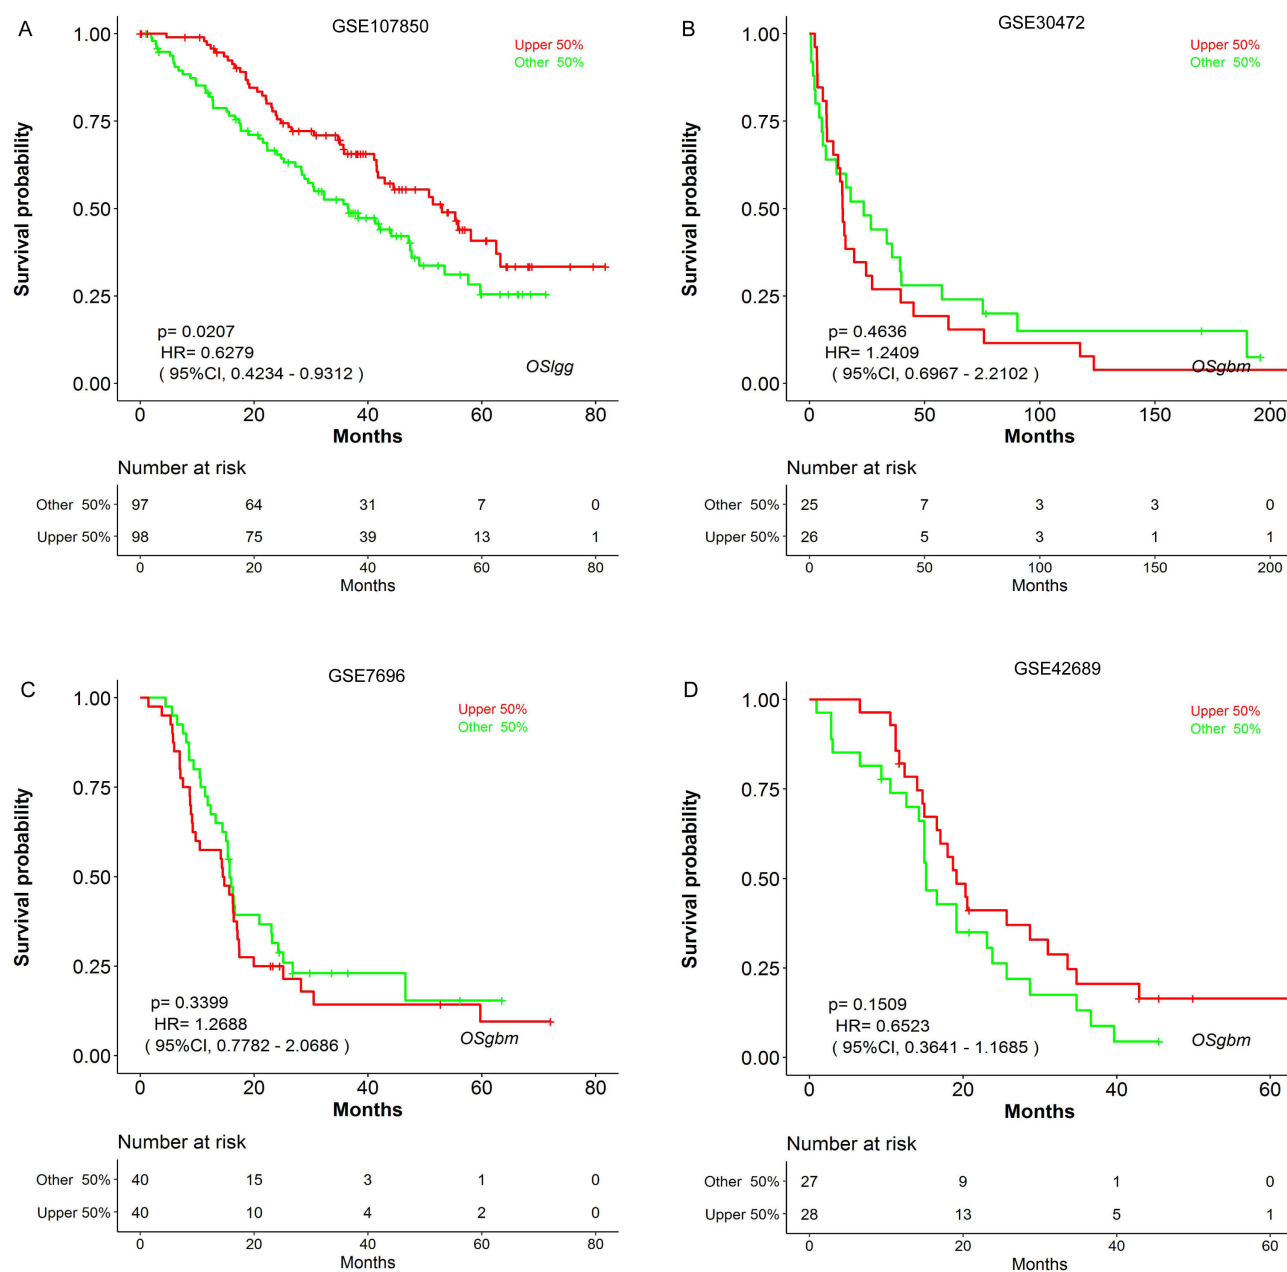 A
GSE107850
Upper 50%
Other 50%
Survival probability
1.00
0.75
0.50
0.25
0.00
p= 0.0207
HR= 0.6279
( 95%CI, 0.4234 - 0.9312 )
OSlgg
0 20 40 60 80
Months
Number at risk
Other 50% 97 64 31 7 0
Upper 50% 98 75 39 13 1
0 20 40 60 80
Months
B
GSE30472
Upper 50%
Other 50%
Survival probability
1.00
0.75
0.50
0.25
0.00
p= 0.4636
HR= 1.2409
( 95%CI, 0.6967 - 2.2102 )
OSgbm
0 50 100 150 200
Months
Number at risk
Other 50% 25 7 3 3 0
Upper 50% 26 5 3 1 1
0 50 100 150 200
Months
C
GSE7696
Upper 50%
Other 50%
Survival probability
1.00
0.75
0.50
0.25
0.00
p= 0.3399
HR= 1.2688
( 95%CI, 0.7782 - 2.0686 )
OSgbm
0 20 40 60 80
Months
Number at risk
Other 50% 40 15 3 1 0
Upper 50% 40 10 4 2 0
0 20 40 60 80
Months
D
GSE42689
Upper 50%
Other 50%
Survival probability
1.00
0.75
0.50
0.25
0.00
p= 0.1509
HR= 0.6523
( 95%CI, 0.3641 - 1.1685 )
OSgbm
0 20 40 60
Months
Number at risk
Other 50% 27 9 1 0
Upper 50% 28 13 5 1
0 20 40 60
Months